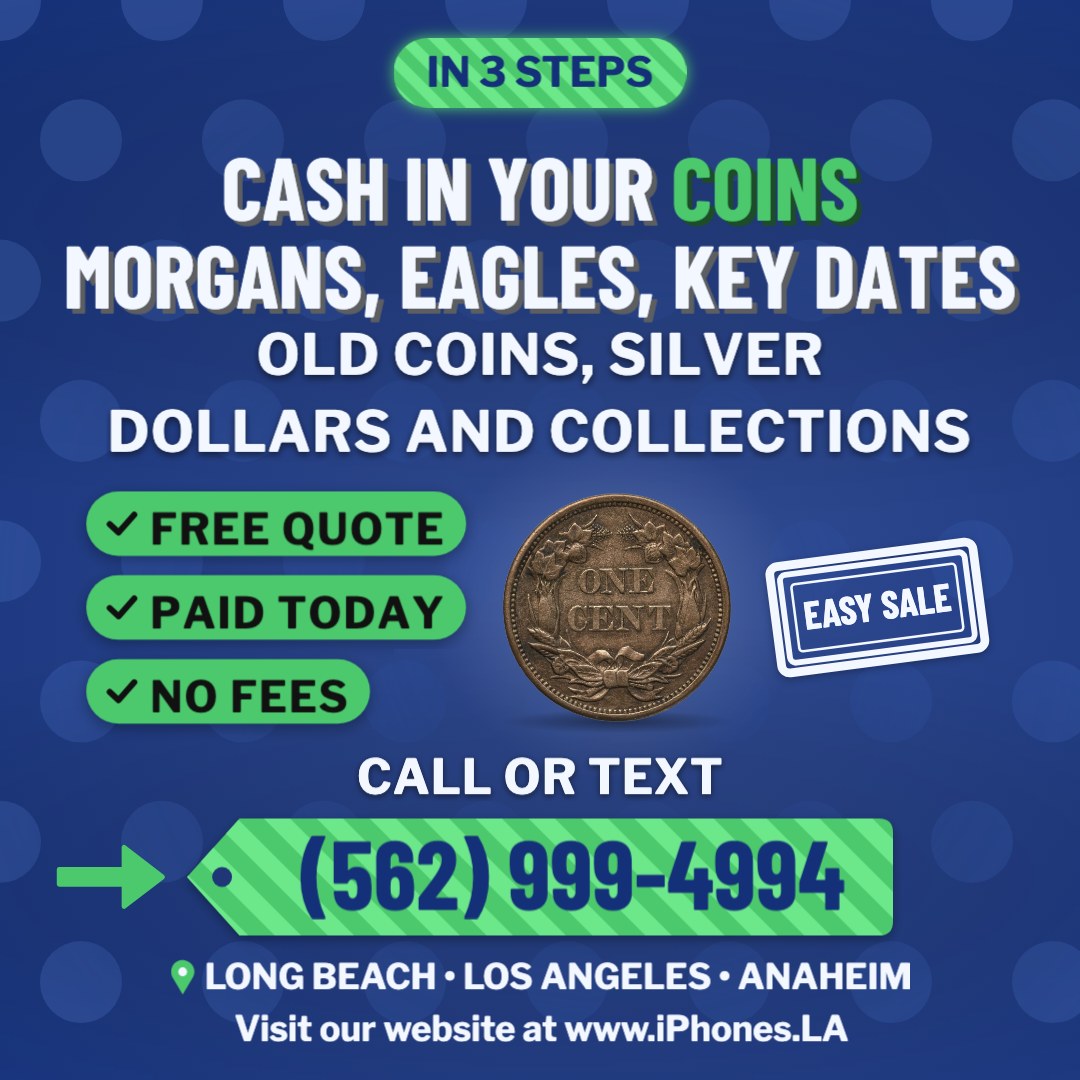 IN 3 STEPS
CASH IN YOUR COINS
MORGANS, EAGLES, KEY DATES
OLD COINS, SILVER
DOLLARS AND COLLECTIONS
✓ FREE QUOTE
✓ PAID TODAY
✓ NO FEES
ONE
CENT
EASY SALE
CALL OR TEXT
(562) 999-4994
LONG BEACH • LOS ANGELES • ANAHEIM
Visit our website at www.iPhones.LA